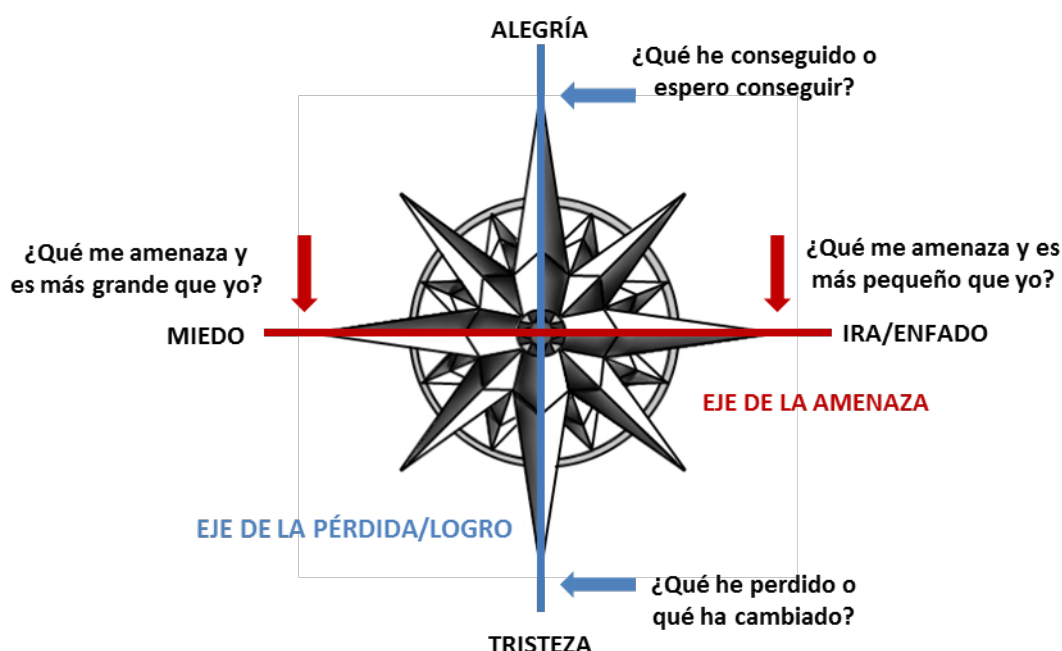 ALEGRÍA
¿Qué he conseguido o
espero conseguir?
¿Qué me amenaza y
es más grande que yo?
¿Qué me amenaza y es
más pequeño que yo?
MIEDO
IRA/ENFADO
EJE DE LA AMENAZA
EJE DE LA PÉRDIDA/LOGRO
¿Qué he perdido o
qué ha cambiado?
TRISTEZA